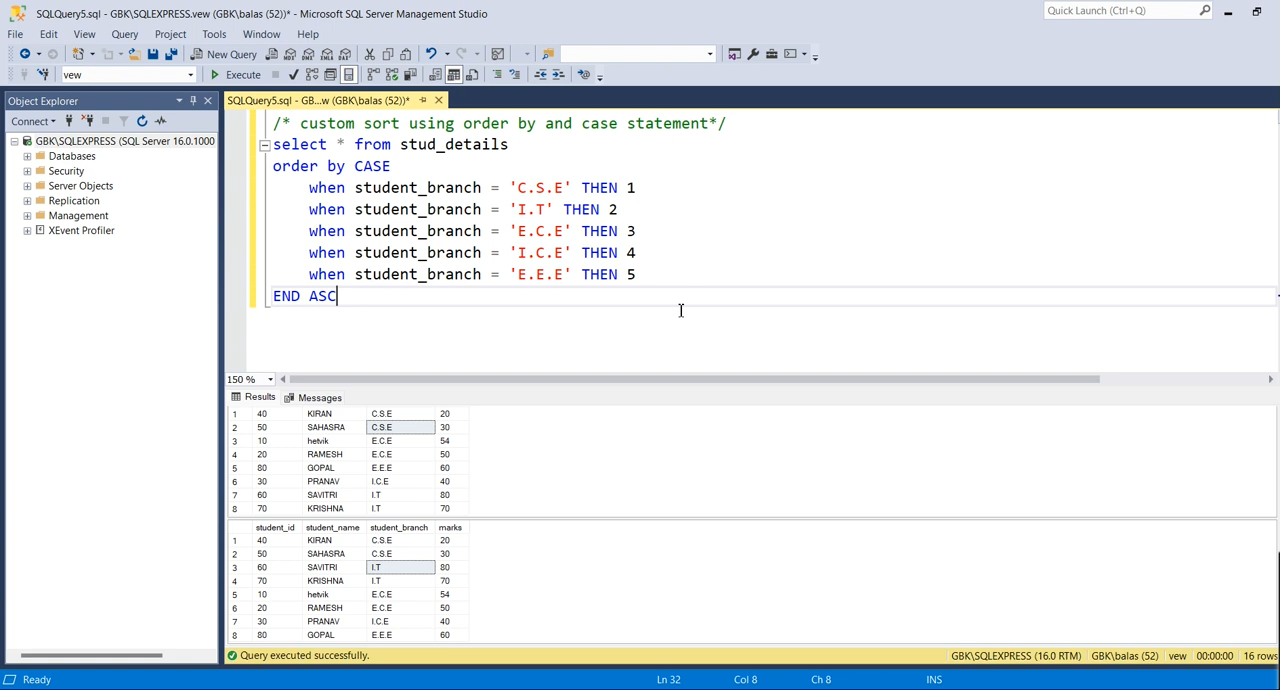 SQLQuery5.sql - GBK\SQLEXPRESS.vew (GBK\balas (52))* - Microsoft SQL Server Management Studio
Quick Launch (Ctrl+Q)
File Edit View Query Project Tools Window Help
New Query
vew Execute
Object Explorer
SQLQuery5.sql - GB...w (GBK\balas (52))*
Connect
GBK\SQLEXPRESS (SQL Server 16.0.1000
Databases
Security
Server Objects
Replication
Management
XEvent Profiler
/* custom sort using order by and case statement*/
select * from stud_details
order by CASE
when student_branch = 'C.S.E' THEN 1
when student_branch = 'I.T' THEN 2
when student_branch = 'E.C.E' THEN 3
when student_branch = 'I.C.E' THEN 4
when student_branch = 'E.E.E' THEN 5
END ASC
150 %
Results Messages
1 40 KIRAN C.S.E 20
2 50 SAHASRA C.S.E 30
3 10 hetvik E.C.E 54
4 20 RAMESH E.C.E 50
5 80 GOPAL E.E.E 60
6 30 PRANAV I.C.E 40
7 60 SAVITRI I.T 80
8 70 KRISHNA I.T 70
student_id student_name student_branch marks
1 40 KIRAN C.S.E 20
2 50 SAHASRA C.S.E 30
3 60 SAVITRI I.T 80
4 70 KRISHNA I.T 70
5 10 hetvik E.C.E 54
6 20 RAMESH E.C.E 50
7 30 PRANAV I.C.E 40
8 80 GOPAL E.E.E 60
Query executed successfully. GBK\SQLEXPRESS (16.0 RTM) GBK\balas (52) vew 00:00:00 16 rows
Ready Ln 32 Col 8 Ch 8 INS